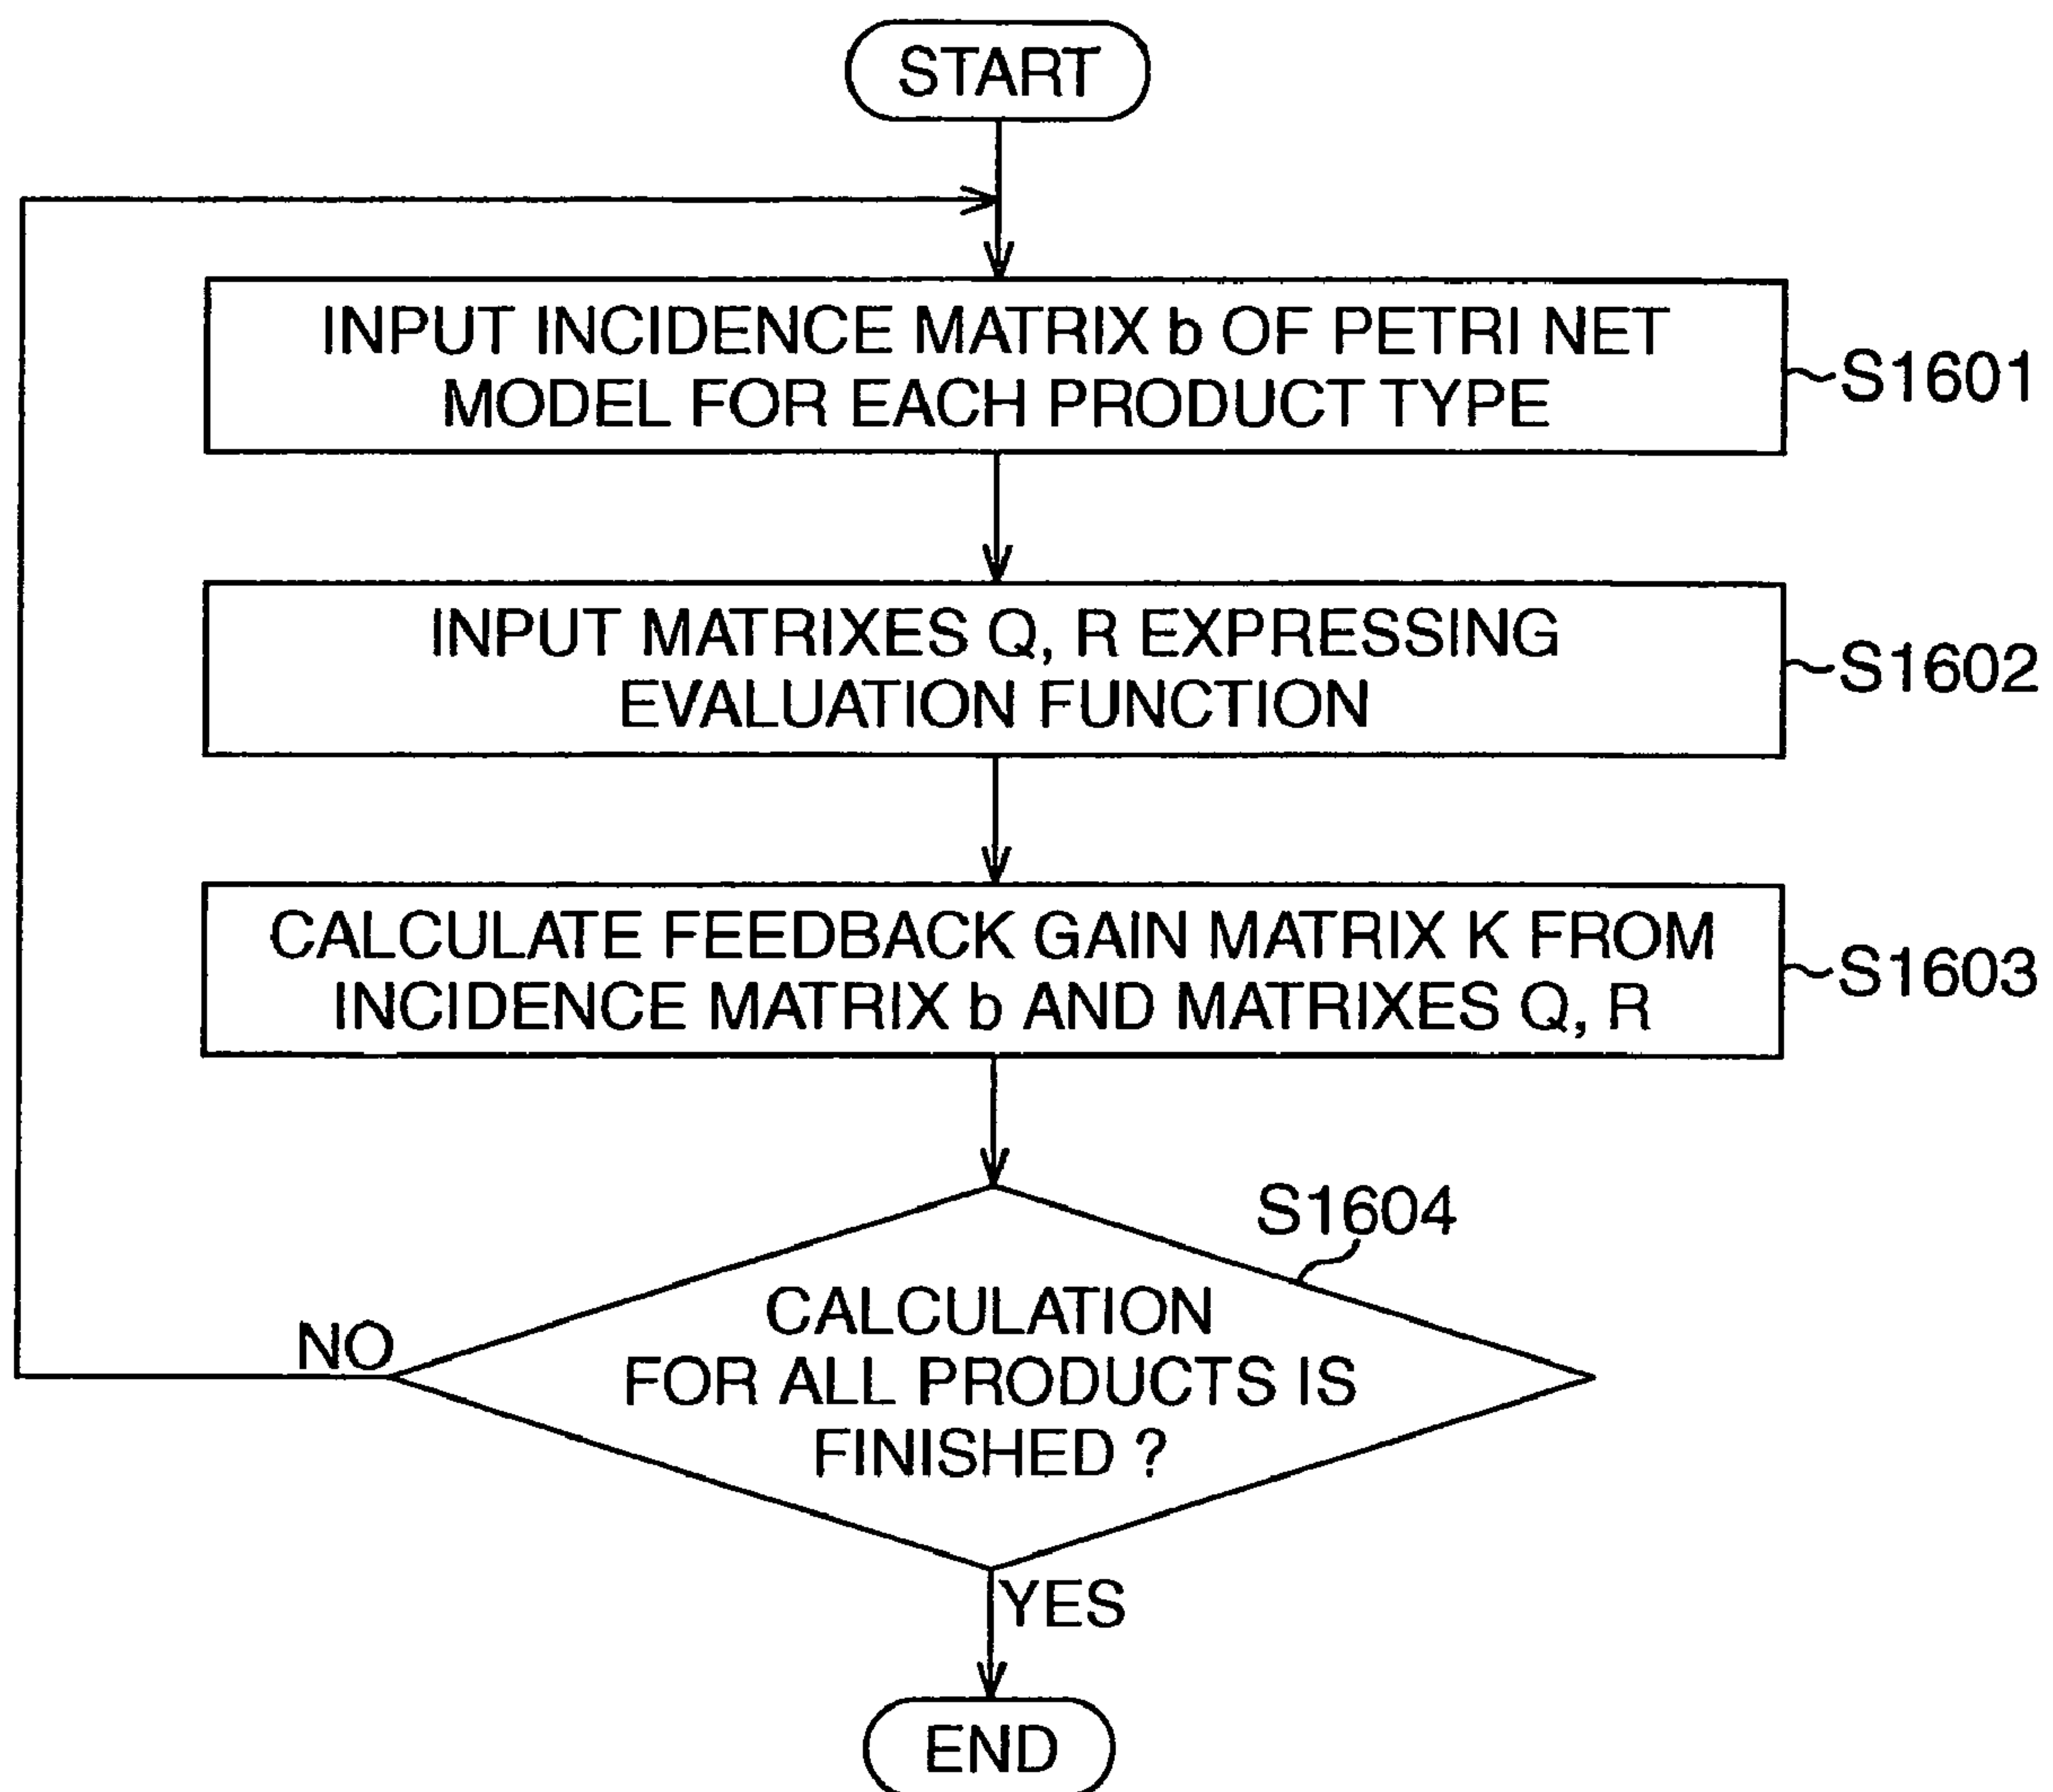 START
INPUT INCIDENCE MATRIX b OF PETRI NET
MODEL FOR EACH PRODUCT TYPE
S1601
INPUT MATRIXES Q, R EXPRESSING
EVALUATION FUNCTION
S1602
CALCULATE FEEDBACK GAIN MATRIX K FROM
INCIDENCE MATRIX b AND MATRIXES Q, R
S1603
S1604
CALCULATION
FOR ALL PRODUCTS IS
FINISHED ?
NO
YES
END